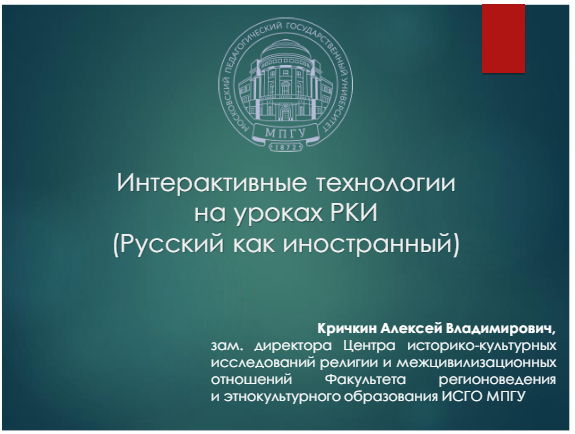 МОСКОВСКИЙ ПЕДАГОГИЧЕСКИЙ ГОСУДАРСТВЕННЫЙ УНИВЕРСИТЕТ
МПГУ
1872
Интерактивные технологии
на уроках РКИ
(Русский как иностранный)
Кричкин Алексей Владимирович,
зам. директора Центра историко-культурных
исследований религии и межцивилизационных
отношений Факультета регионоведения
и этнокультурного образования ИСГО МПГУ